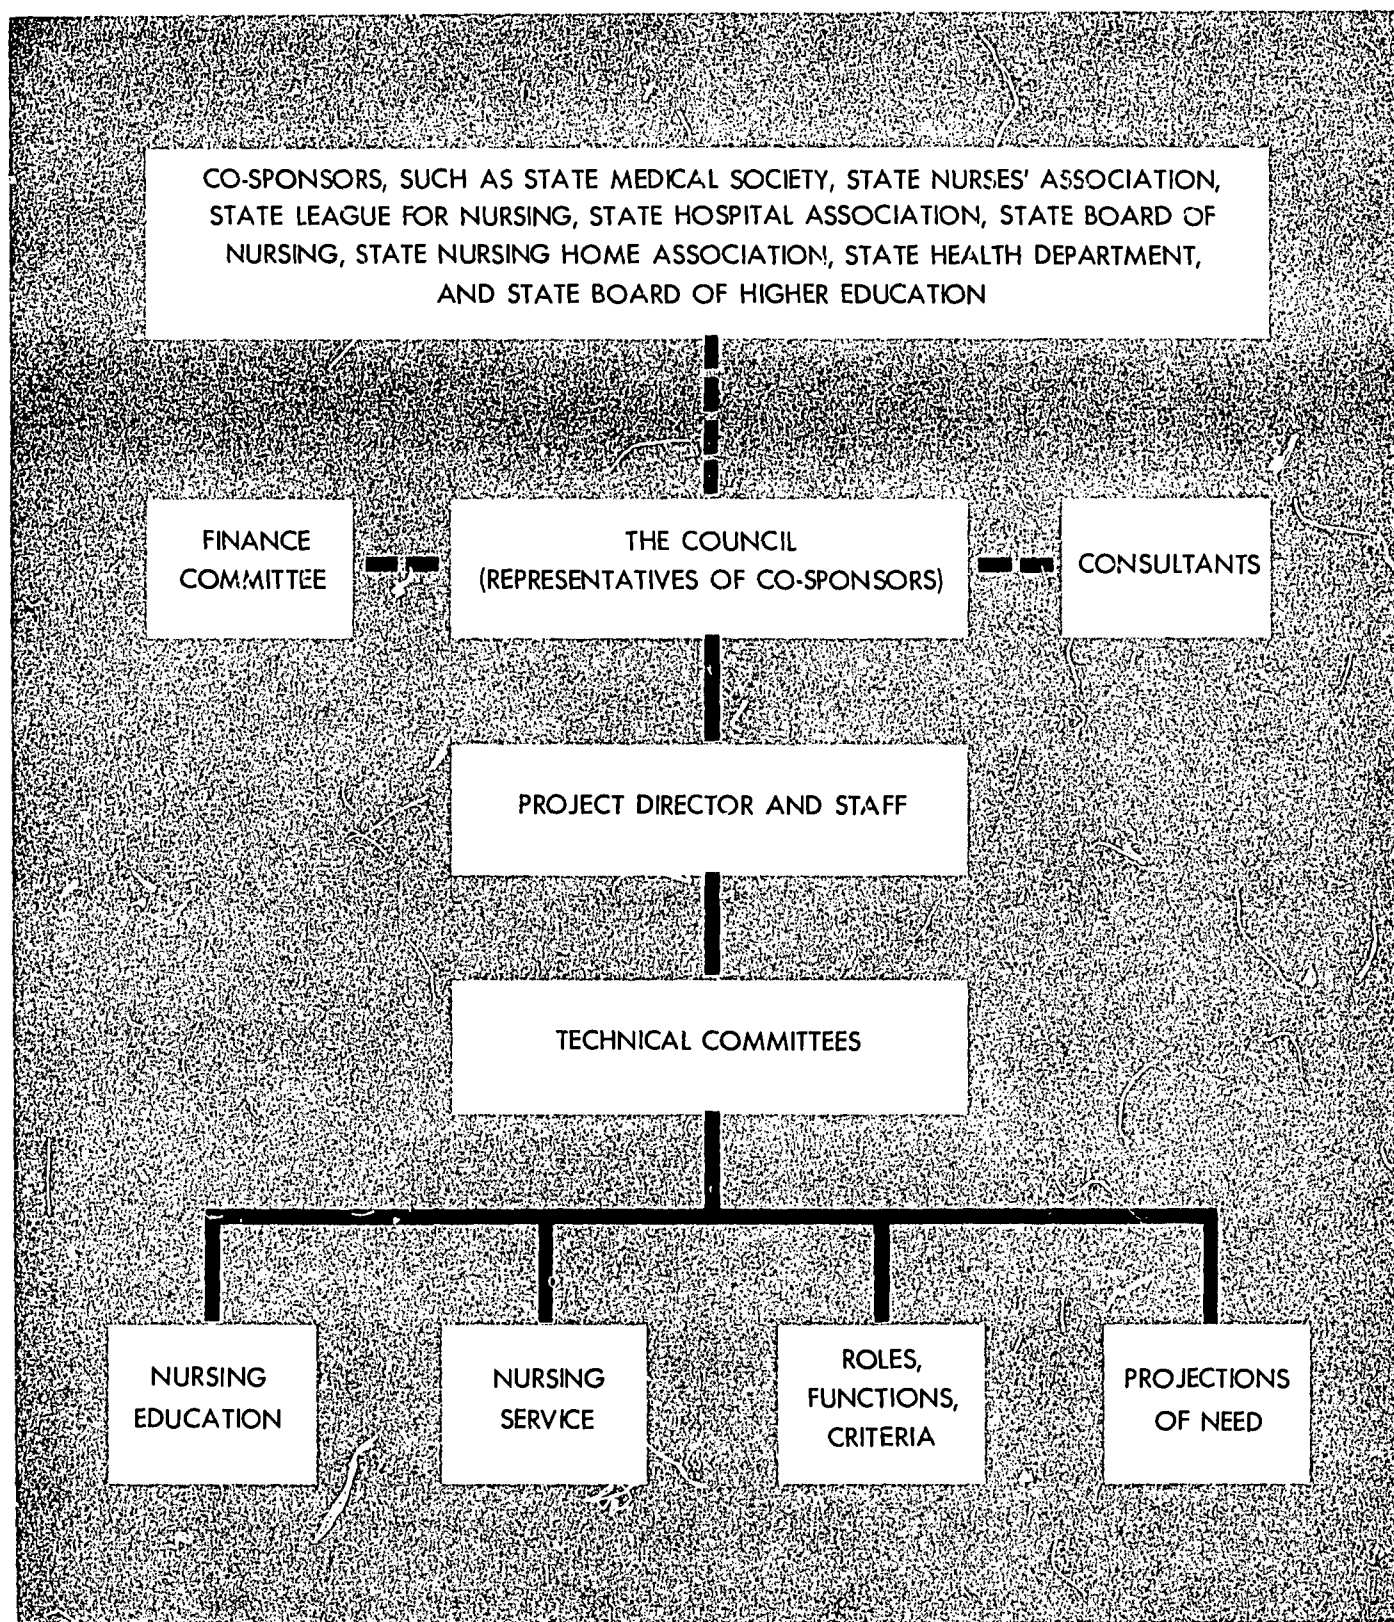 CO-SPONSORS, SUCH AS STATE MEDICAL SOCIETY, STATE NURSES' ASSOCIATION,
STATE LEAGUE FOR NURSING, STATE HOSPITAL ASSOCIATION, STATE BOARD OF
NURSING, STATE NURSING HOME ASSOCIATION, STATE HEALTH DEPARTMENT,
AND STATE BOARD OF HIGHER EDUCATION
FINANCE
COMMITTEE
THE COUNCIL
(REPRESENTATIVES OF CO-SPONSORS)
CONSULTANTS
PROJECT DIRECTOR AND STAFF
TECHNICAL COMMITTEES
NURSING
EDUCATION
NURSING
SERVICE
ROLES,
FUNCTIONS,
CRITERIA
PROJECTIONS
OF NEED